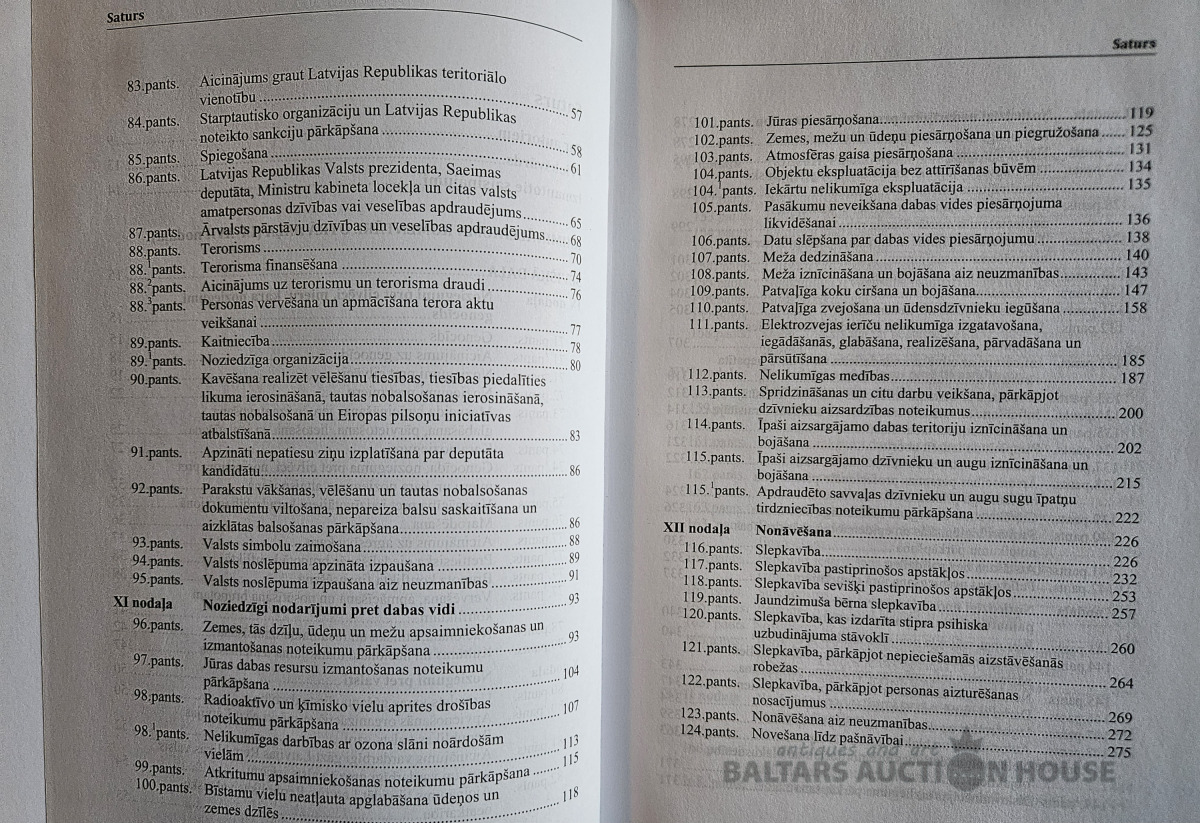 Saturs
83.pants. Aicinājums graut Latvijas Republikas teritoriālo
vienotību ..... 57
84.pants. Starptautisko organizāciju un Latvijas Republikas
noteikto sankciju pārkāpšana ..... 58
85.pants. Spiegošana ..... 61
86.pants. Latvijas Republikas Valsts prezidenta, Saeimas
deputāta, Ministru kabineta locekļa un citas valsts
amatpersonas dzīvības vai veselības apdraudējums ..... 65
87.pants. Ārvalsts pārstāvju dzīvības un veselības apdraudējums ..... 68
88.pants. Terorisms ..... 70
88.¹pants. Terorisma finansēšana ..... 74
88.²pants. Aicinājums uz terorismu un terorisma draudi ..... 76
88.³pants. Personas vervēšana un apmācīšana terora aktu
veikšanai ..... 77
89.pants. Kaitniecība ..... 78
89.¹pants. Noziedzīga organizācija ..... 80
90.pants. Kavēšana realizēt vēlēšanu tiesības, tiesības piedalīties
likuma ierosināšanā, tautas nobalsošanas ierosināšanā,
tautas nobalsošanā un Eiropas pilsoņu iniciatīvas
atbalstīšanā ..... 83
91.pants. Apzināti nepatiesu ziņu izplatīšana par deputāta
kandidātu ..... 86
92.pants. Parakstu vākšanas, vēlēšanu un tautas nobalsošanas
dokumentu viltošana, nepareiza balsu saskaitīšana un
aizklātas balsošanas pārkāpšana ..... 86
93.pants. Valsts simbolu zaimošana ..... 88
94.pants. Valsts noslēpuma apzināta izpaušana ..... 89
95.pants. Valsts noslēpuma izpaušana aiz neuzmanības ..... 91
XI nodaļa Noziedzīgi nodarījumi pret dabas vidi ..... 93
96.pants. Zemes, tās dzīļu, ūdeņu un mežu apsaimniekošanas un
izmantošanas noteikumu pārkāpšana ..... 93
97.pants. Jūras dabas resursu izmantošanas noteikumu
pārkāpšana ..... 104
98.pants. Radioaktīvo un ķīmisko vielu aprites drošības
noteikumu pārkāpšana ..... 107
98.¹pants. Nelikumīgas darbības ar ozona slāni noārdošām
vielām ..... 113
99.pants. Atkritumu apsaimniekošanas noteikumu pārkāpšana ..... 115
100.pants. Bīstamu vielu neatļauta apglabāšana ūdeņos un
zemes dzīlēs ..... 118
Saturs
101.pants. Jūras piesārņošana ..... 119
102.pants. Zemes, mežu un ūdeņu piesārņošana un piegružošana ..... 125
103.pants. Atmosfēras gaisa piesārņošana ..... 131
104.pants. Objektu ekspluatācija bez attīrīšanas būvēm ..... 134
104.¹pants. Iekārtu nelikumīga ekspluatācija ..... 135
105.pants. Pasākumu neveikšana dabas vides piesārņojuma
likvidēšanai ..... 136
106.pants. Datu slēpšana par dabas vides piesārņojumu ..... 138
107.pants. Meža dedzināšana ..... 140
108.pants. Meža iznīcināšana un bojāšana aiz neuzmanības ..... 143
109.pants. Patvaļīga koku ciršana un bojāšana ..... 147
110.pants. Patvaļīga zvejošana un ūdensdzīvnieku iegūšana ..... 158
111.pants. Elektrozvejas ierīču nelikumīga izgatavošana,
iegādāšanās, glabāšana, realizēšana, pārvadāšana un
pārsūtīšana ..... 185
112.pants. Nelikumīgas medības ..... 187
113.pants. Spridzināšanas un citu darbu veikšana, pārkāpjot
dzīvnieku aizsardzības noteikumus ..... 200
114.pants. Īpaši aizsargājamo dabas teritoriju iznīcināšana un
bojāšana ..... 202
115.pants. Īpaši aizsargājamo dzīvnieku un augu iznīcināšana un
bojāšana ..... 215
115.¹pants. Apdraudēto savvaļas dzīvnieku un augu sugu īpatņu
tirdzniecības noteikumu pārkāpšana ..... 222
XII nodaļa Nonāvēšana ..... 226
116.pants. Slepkavība ..... 226
117.pants. Slepkavība pastiprinošos apstākļos ..... 232
118.pants. Slepkavība sevišķi pastiprinošos apstākļos ..... 253
119.pants. Jaundzimuša bērna slepkavība ..... 257
120.pants. Slepkavība, kas izdarīta stipra psihiska
uzbudinājuma stāvoklī ..... 260
121.pants. Slepkavība, pārkāpjot nepieciešamās aizstāvēšanās
robežas ..... 264
122.pants. Slepkavība, pārkāpjot personas aizturēšanas
nosacījumus ..... 269
123.pants. Nonāvēšana aiz neuzmanības ..... 272
124.pants. Novešana līdz pašnāvībai ..... 275
antiques and art
BALTARS AUCTION HOUSE